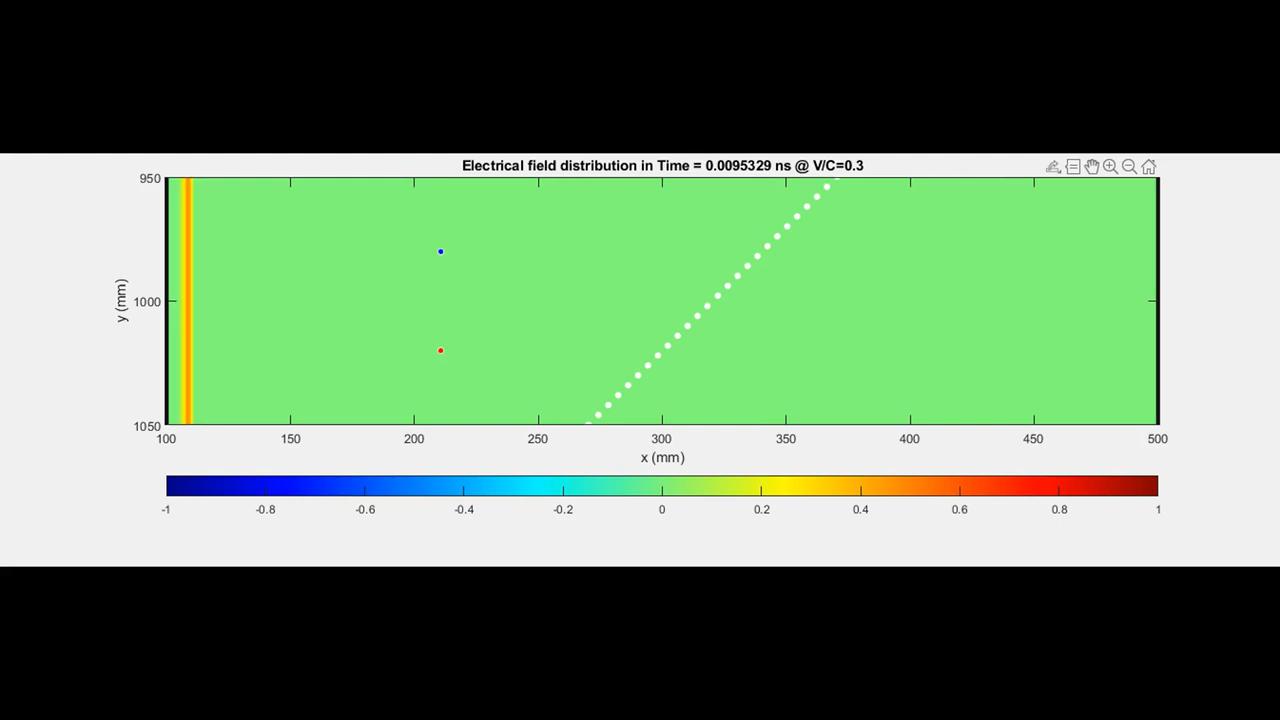 Electrical field distribution in Time = 0.0095329 ns @ V/C=0.3
950
1000
1050
y (mm)
100 150 200 250 300 350 400 450 500
x (mm)
-1 -0.8 -0.6 -0.4 -0.2 0 0.2 0.4 0.6 0.8 1